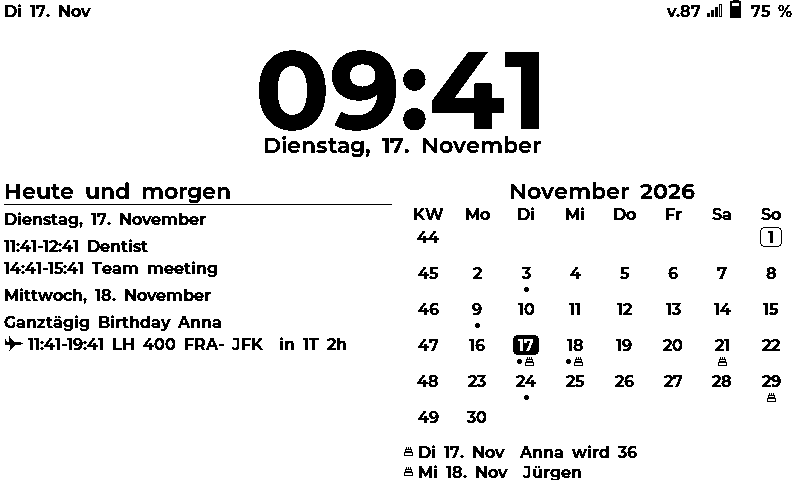 Di 17. Nov
v.87 75 %
09:41
Dienstag, 17. November
Heute und morgen
Dienstag, 17. November
11:41-12:41 Dentist
14:41-15:41 Team meeting
Mittwoch, 18. November
Ganztägig Birthday Anna
11:41-19:41 LH 400 FRA- JFK in 1T 2h
November 2026
KW Mo Di Mi Do Fr Sa So
44 1
45 2 3 4 5 6 7 8
46 9 10 11 12 13 14 15
47 16 17 18 19 20 21 22
48 23 24 25 26 27 28 29
49 30
Di 17. Nov Anna wird 36
Mi 18. Nov Jürgen